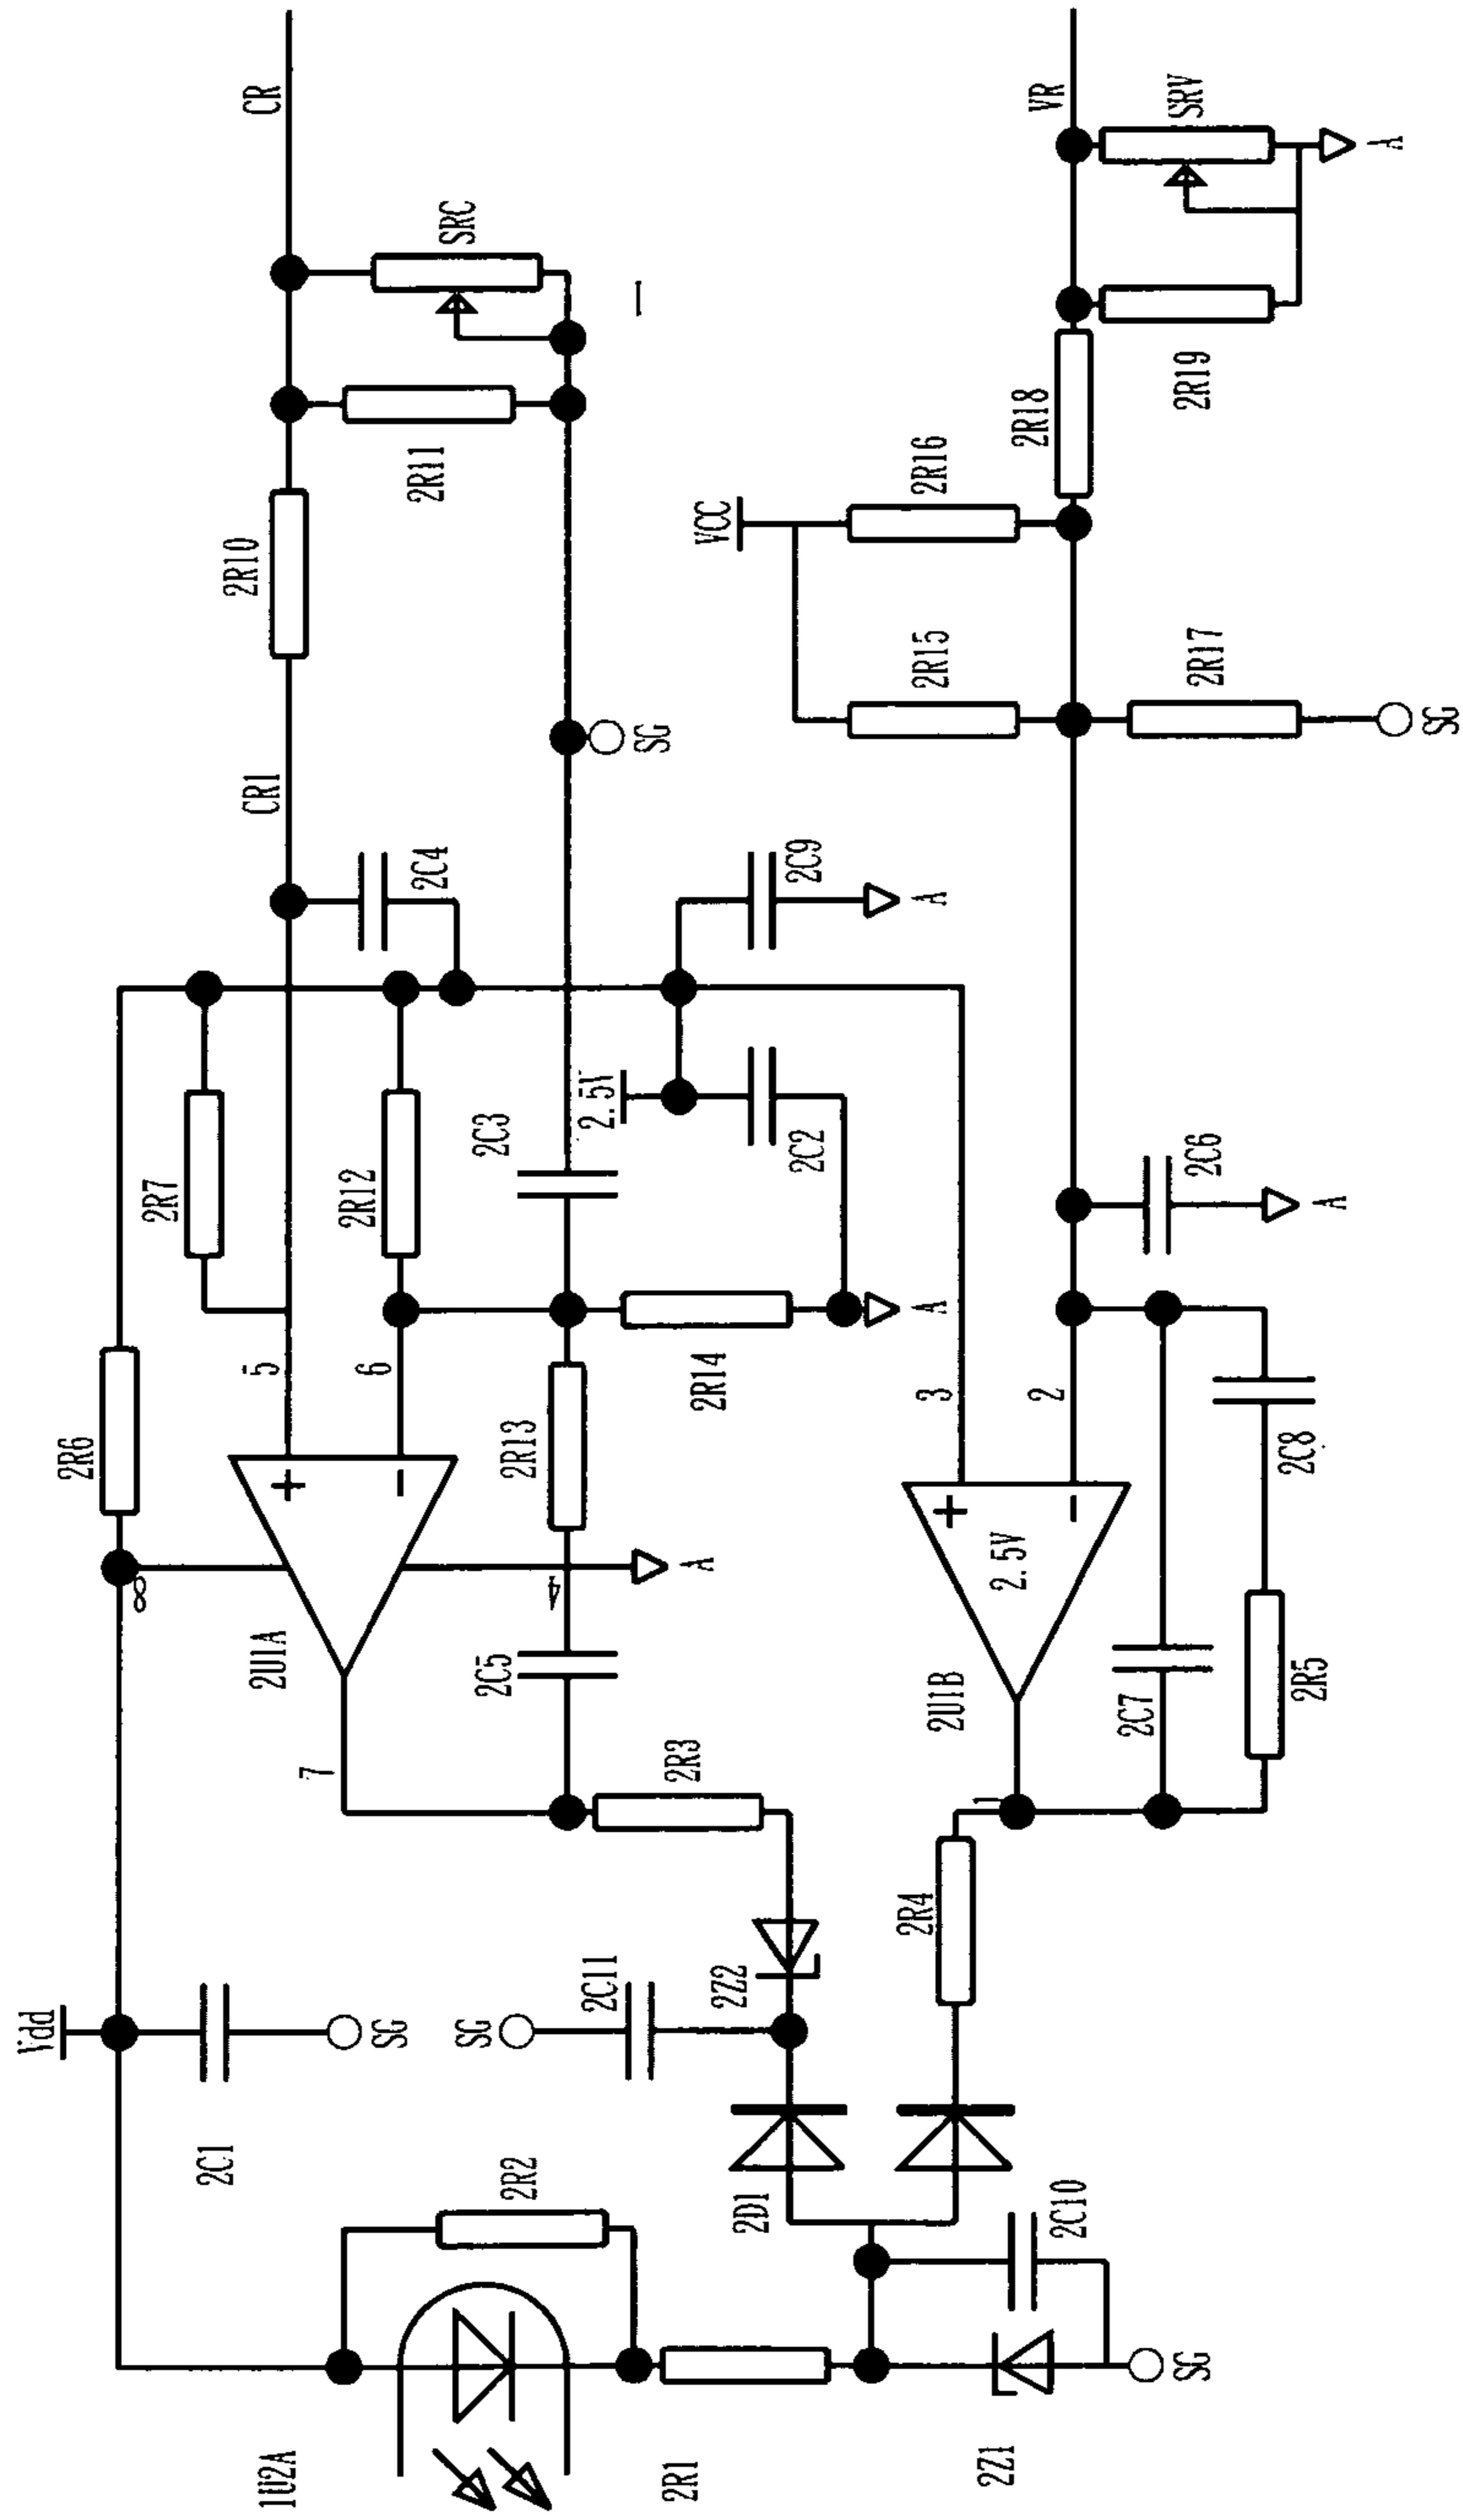 CR
VR
SRV
A
SRC
1
2R11
2R19
2R18
2R16
VCC
2R10
2R15
2R17
SG
SG
CR1
2C4
2C9
A
2.5V
2C3
2C2
2C6
A
2R7
2R12
A
2R14
5
6
3
2
2R6
2R13
2C8
8
4
A
2.5V
2U1A
2C5
2U1B
2C7
2R5
7
2R3
1
2R4
2C11
2Z2
Vdd
SG
SG
2C1
2R2
2D1
2C10
SG
1U2A
2R1
2Z1